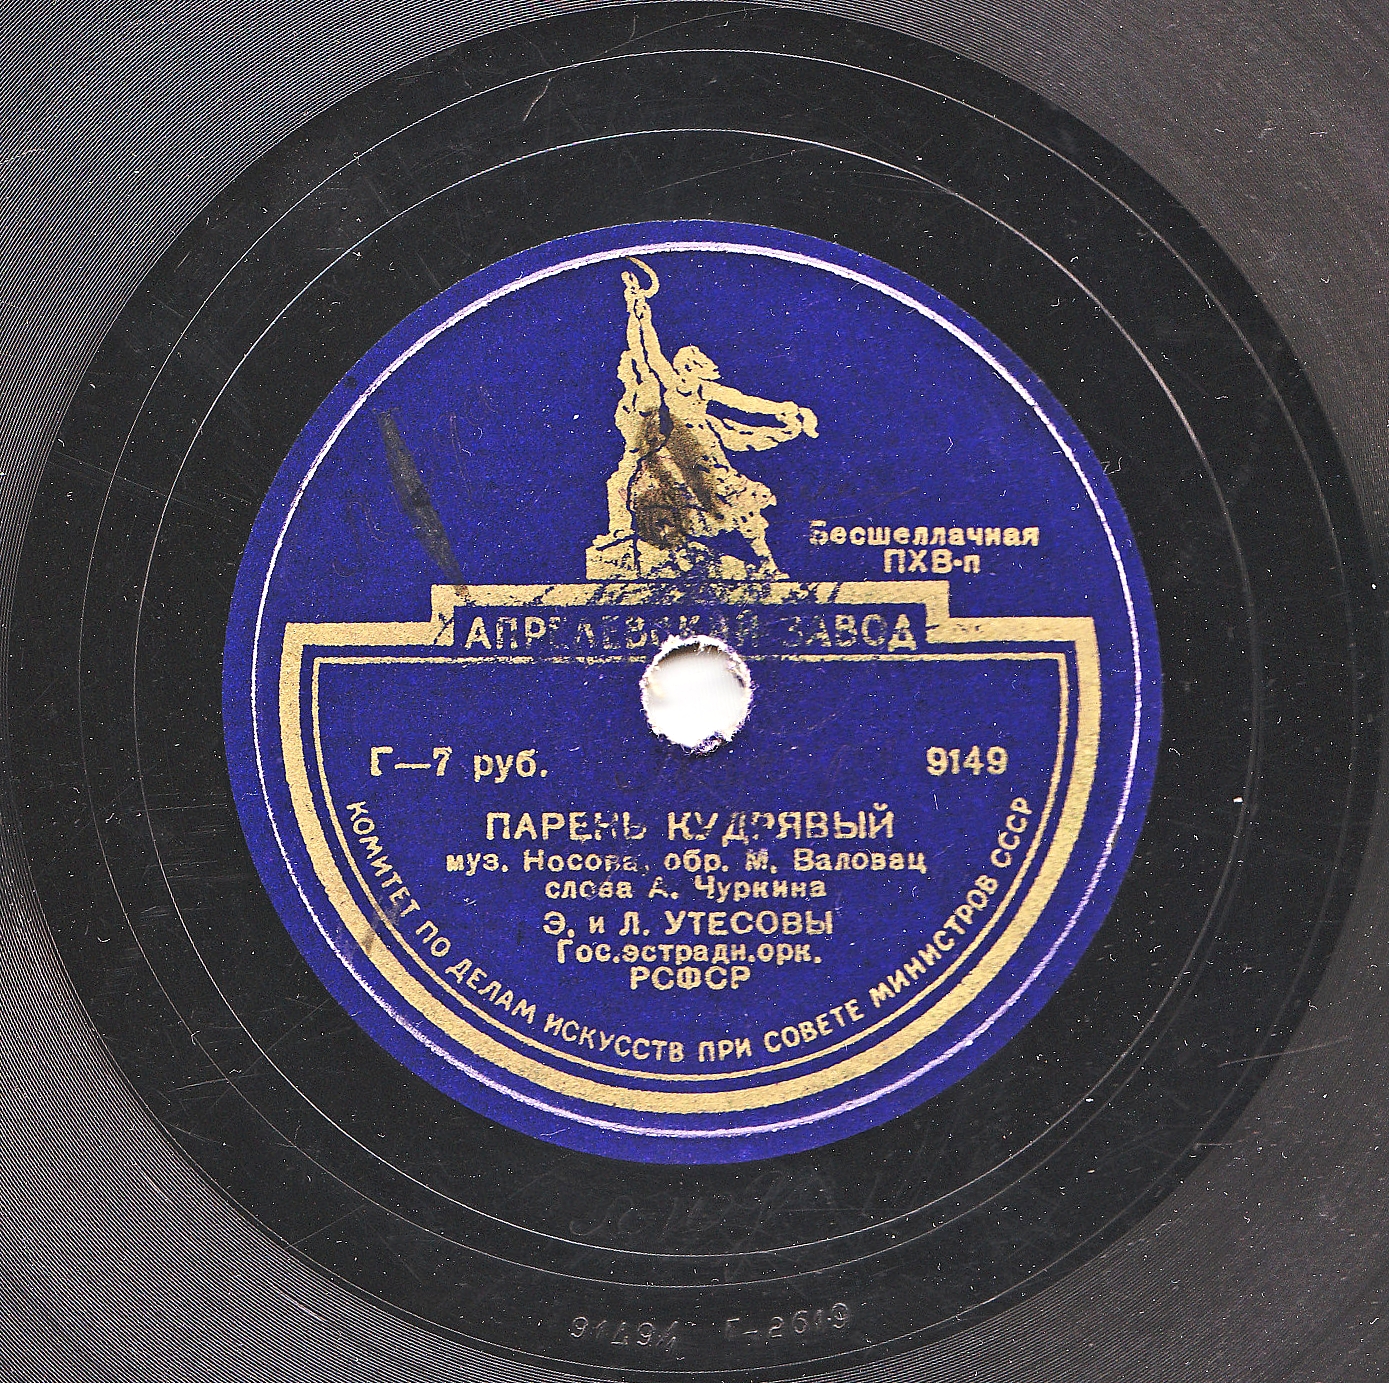 Бесшеллачная
ПХВ-п
АПРЕЛЕВСКИЙ ЗАВОД
Г—7 руб.
9149
ПАРЕНЬ КУДРЯВЫЙ
муз. Носова, обр. М. Валовац
слова А. Чуркина
Э. и Л. УТЕСОВЫ
Гос.эстрадн.орк.
РСФСР
КОМИТЕТ ПО ДЕЛАМ ИСКУССТВ ПРИ СОВЕТЕ МИНИСТРОВ СССР
Г-2619